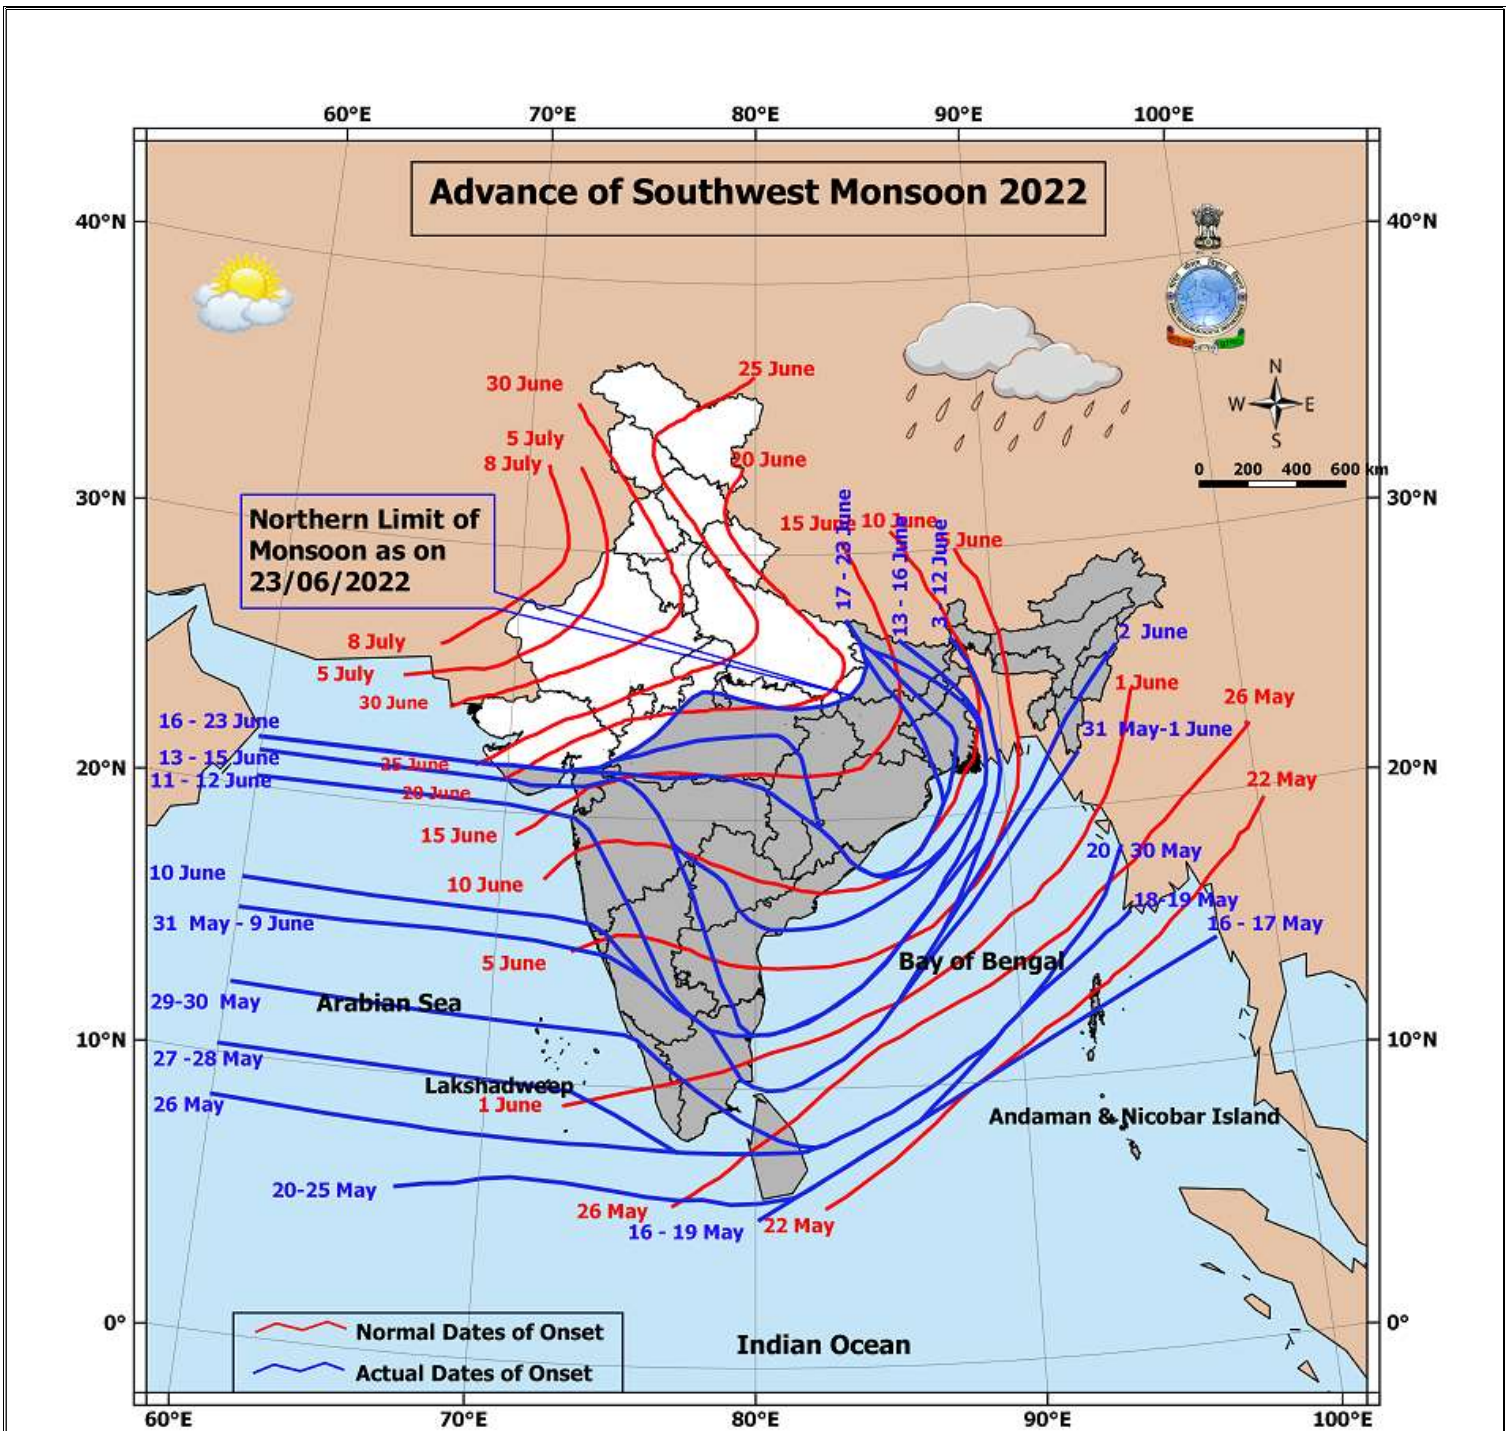 60°E 70°E 80°E 90°E 100°E
Advance of Southwest Monsoon 2022
40°N 40°N
N
W E
S
30 June
25 June
5 July
8 July
20 June
0 200 400 600 km
30°N 30°N
Northern Limit of
Monsoon as on
23/06/2022
15 June
10 June
5 June
17 - 23 June
13 - 16 June
3 - 12 June
8 July
5 July
30 June
2 June
1 June
26 May
31 May-1 June
22 May
16 - 23 June
13 - 15 June
11 - 12 June
25 June
20 June
20°N 20°N
15 June
10 June
10 June
20 - 30 May
18-19 May
16 - 17 May
31 May - 9 June
5 June
Bay of Bengal
29-30 May
Arabian Sea
10°N 10°N
27 -28 May
Lakshadweep
26 May
1 June
Andaman & Nicobar Island
20-25 May
26 May
16 - 19 May
22 May
0° 0°
Normal Dates of Onset
Actual Dates of Onset
Indian Ocean
60°E 70°E 80°E 90°E 100°E